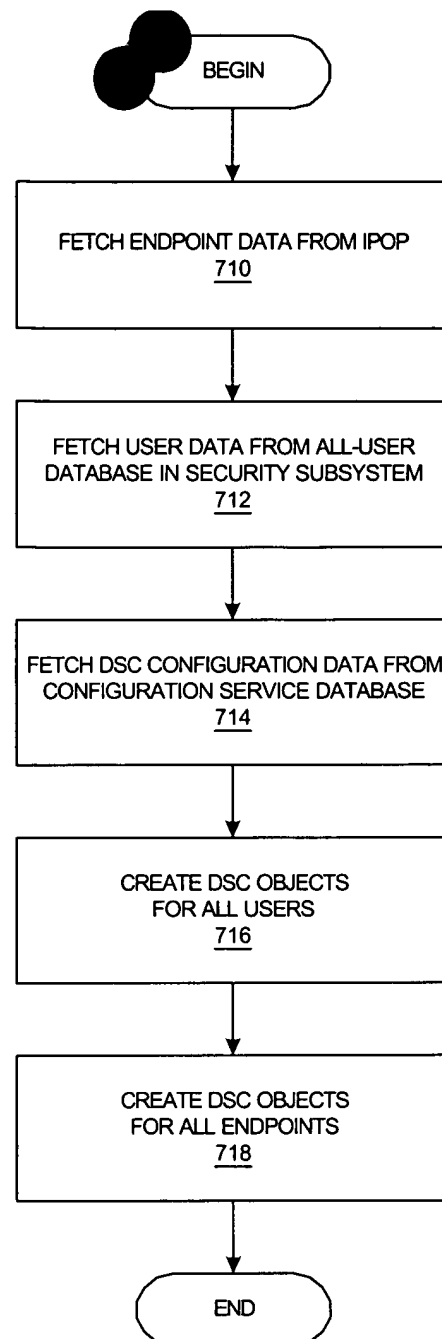 BEGIN
FETCH ENDPOINT DATA FROM IPOP
710
FETCH USER DATA FROM ALL-USER
DATABASE IN SECURITY SUBSYSTEM
712
FETCH DSC CONFIGURATION DATA FROM
CONFIGURATION SERVICE DATABASE
714
CREATE DSC OBJECTS
FOR ALL USERS
716
CREATE DSC OBJECTS
FOR ALL ENDPOINTS
718
END